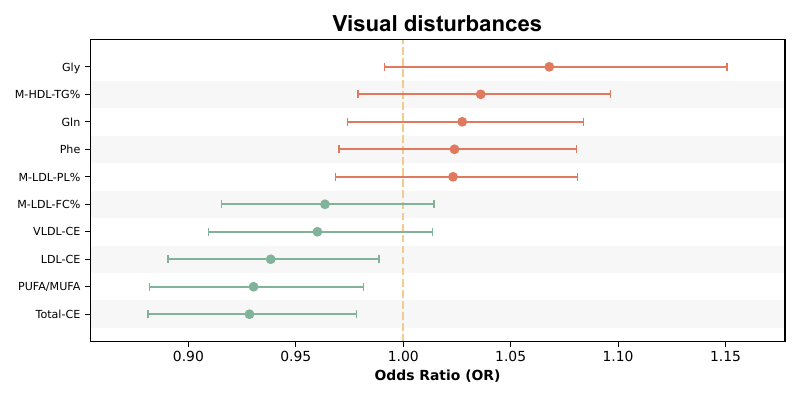 Visual disturbances
Gly
M-HDL-TG%
Gln
Phe
M-LDL-PL%
M-LDL-FC%
VLDL-CE
LDL-CE
PUFA/MUFA
Total-CE
0.90 0.95 1.00 1.05 1.10 1.15
Odds Ratio (OR)